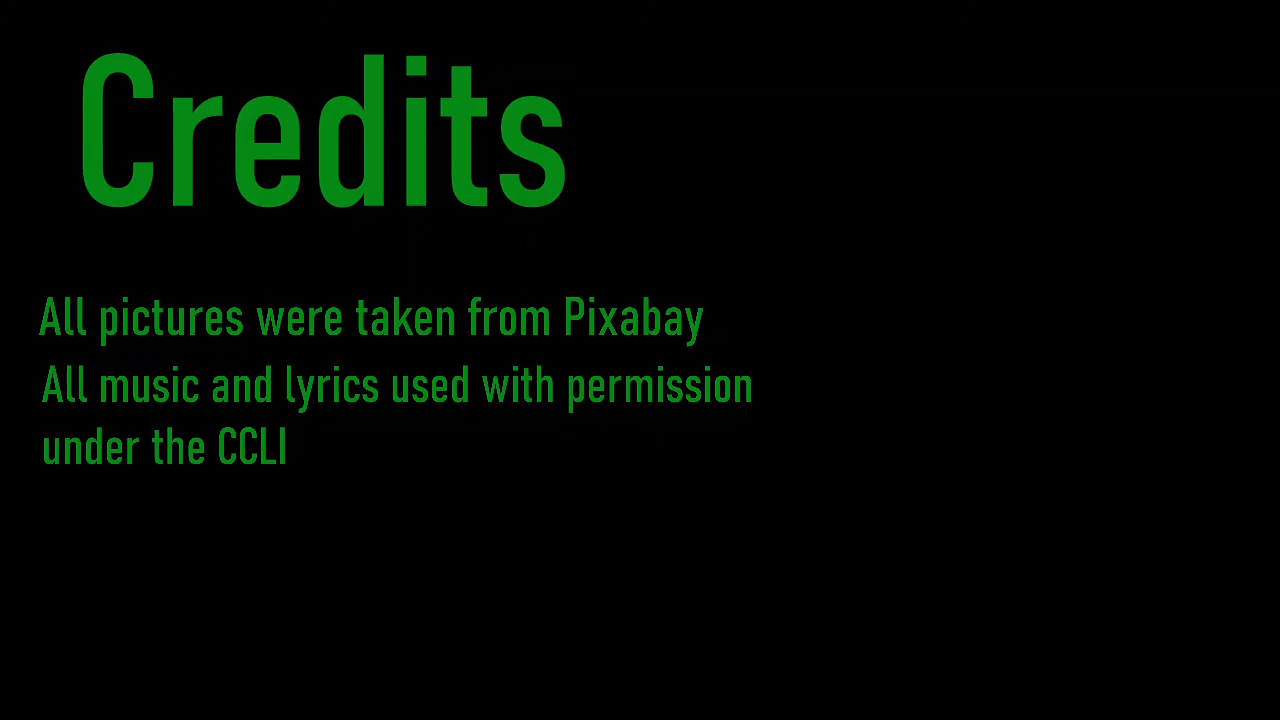 Credits
All pictures were taken from Pixabay
All music and lyrics used with permission
under the CCLI